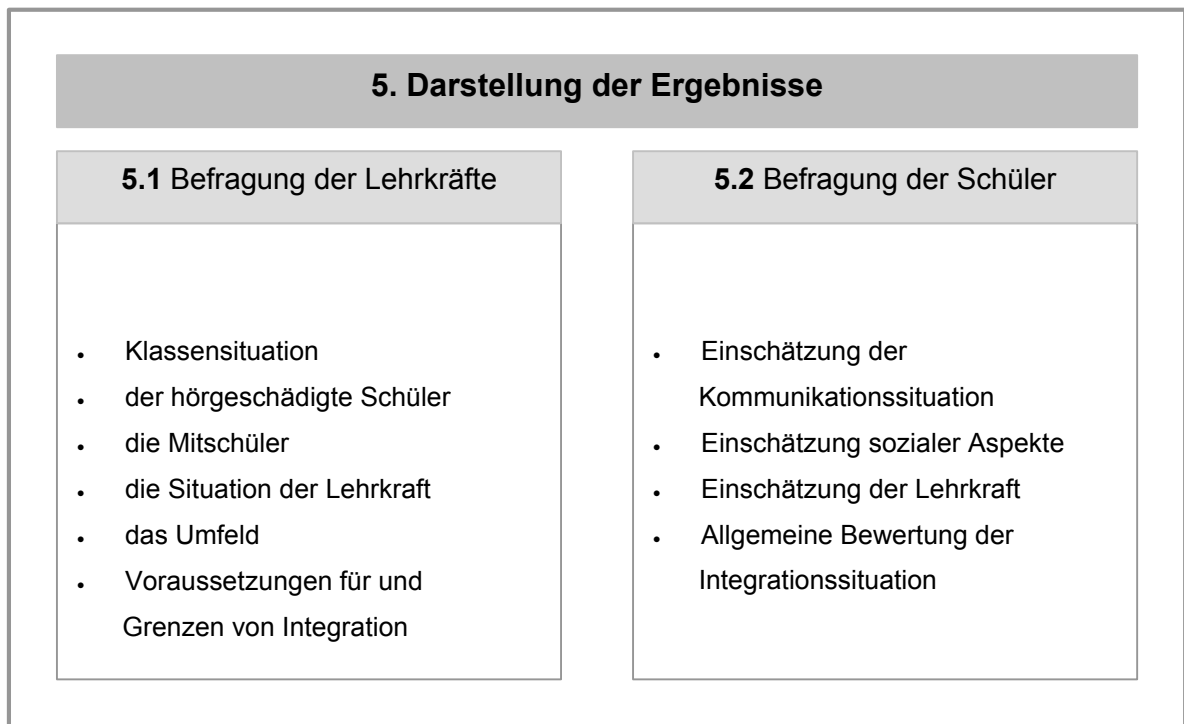 5. Darstellung der Ergebnisse
5.1 Befragung der Lehrkräfte
• Klassensituation
• der hörgeschädigte Schüler
• die Mitschüler
• die Situation der Lehrkraft
• das Umfeld
• Voraussetzungen für und
Grenzen von Integration
5.2 Befragung der Schüler
• Einschätzung der
Kommunikationssituation
• Einschätzung sozialer Aspekte
• Einschätzung der Lehrkraft
• Allgemeine Bewertung der
Integrationssituation